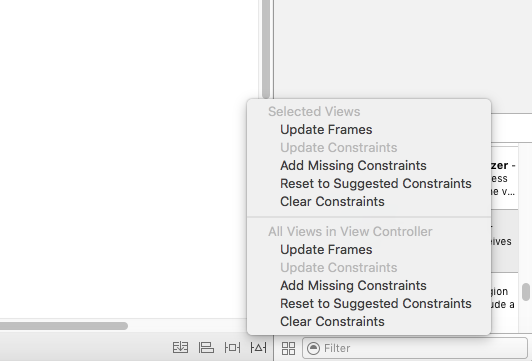 Selected Views
Update Frames
Update Constraints
Add Missing Constraints
Reset to Suggested Constraints
Clear Constraints
All Views in View Controller
Update Frames
Update Constraints
Add Missing Constraints
Reset to Suggested Constraints
Clear Constraints
zer -
ess
e v...
eives
gion
ude a
Filter